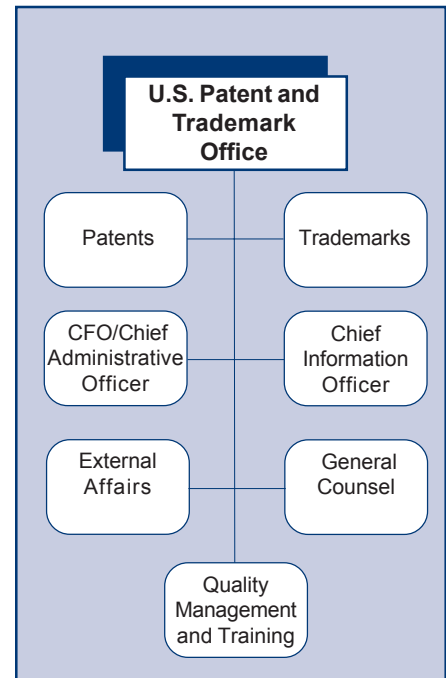 U.S. Patent and
Trademark
Office
Patents
Trademarks
CFO/Chief
Administrative
Officer
Chief
Information
Officer
External
Affairs
General
Counsel
Quality
Management
and Training